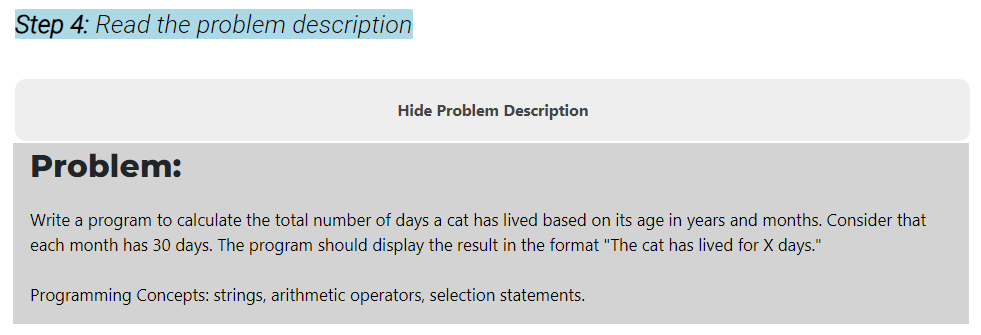 Step 4: Read the problem description
Hide Problem Description
Problem:
Write a program to calculate the total number of days a cat has lived based on its age in years and months. Consider that
each month has 30 days. The program should display the result in the format "The cat has lived for X days."
Programming Concepts: strings, arithmetic operators, selection statements.